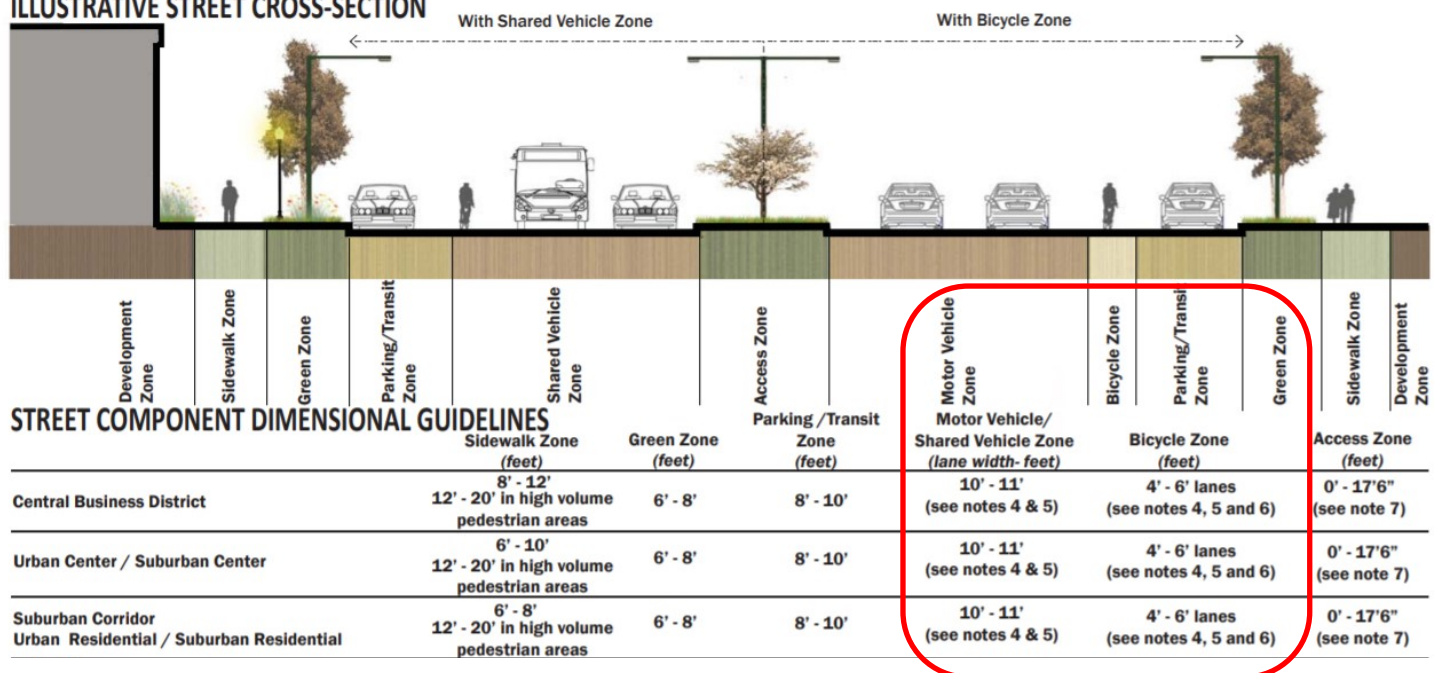 ILLUSTRATIVE STREET CROSS-SECTION
With Shared Vehicle Zone
With Bicycle Zone
Development
Zone
Sidewalk Zone
Green Zone
Parking/Transit
Zone
Shared Vehicle
Zone
Access Zone
Motor Vehicle
Zone
Bicycle Zone
Parking/Transit
Zone
Green Zone
Sidewalk Zone
Development
Zone
STREET COMPONENT DIMENSIONAL GUIDELINES
Sidewalk Zone
(feet)
Green Zone
(feet)
Parking /Transit
Zone
(feet)
Motor Vehicle/
Shared Vehicle Zone
(lane width- feet)
Bicycle Zone
(feet)
Access Zone
(feet)
Central Business District
8' - 12'
12' - 20' in high volume
pedestrian areas
6' - 8'
8' - 10'
10' - 11'
(see notes 4 & 5)
4' - 6' lanes
(see notes 4, 5 and 6)
0' - 17'6"
(see note 7)
Urban Center / Suburban Center
6' - 10'
12' - 20' in high volume
pedestrian areas
6' - 8'
8' - 10'
10' - 11'
(see notes 4 & 5)
4' - 6' lanes
(see notes 4, 5 and 6)
0' - 17'6"
(see note 7)
Suburban Corridor
Urban Residential / Suburban Residential
6' - 8'
12' - 20' in high volume
pedestrian areas
6' - 8'
8' - 10'
10' - 11'
(see notes 4 & 5)
4' - 6' lanes
(see notes 4, 5 and 6)
0' - 17'6"
(see note 7)